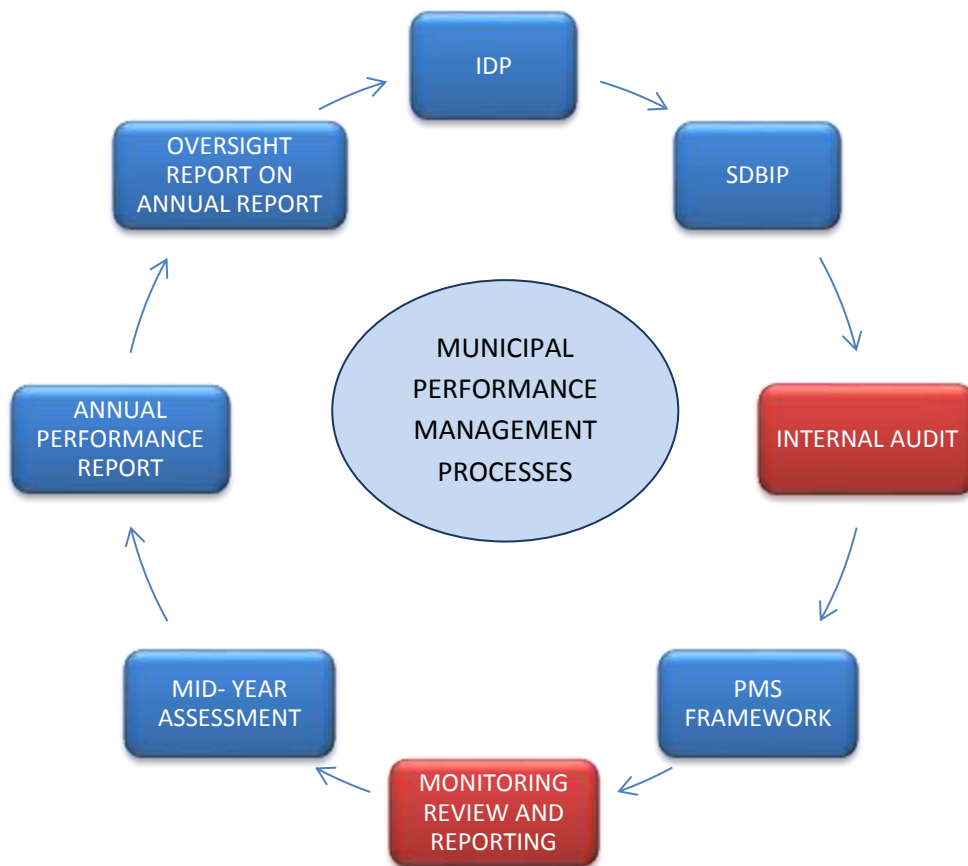 IDP
SDBIP
INTERNAL AUDIT
PMS
FRAMEWORK
MONITORING
REVIEW AND
REPORTING
MID- YEAR
ASSESSMENT
ANNUAL
PERFORMANCE
REPORT
OVERSIGHT
REPORT ON
ANNUAL REPORT
MUNICIPAL
PERFORMANCE
MANAGEMENT
PROCESSES